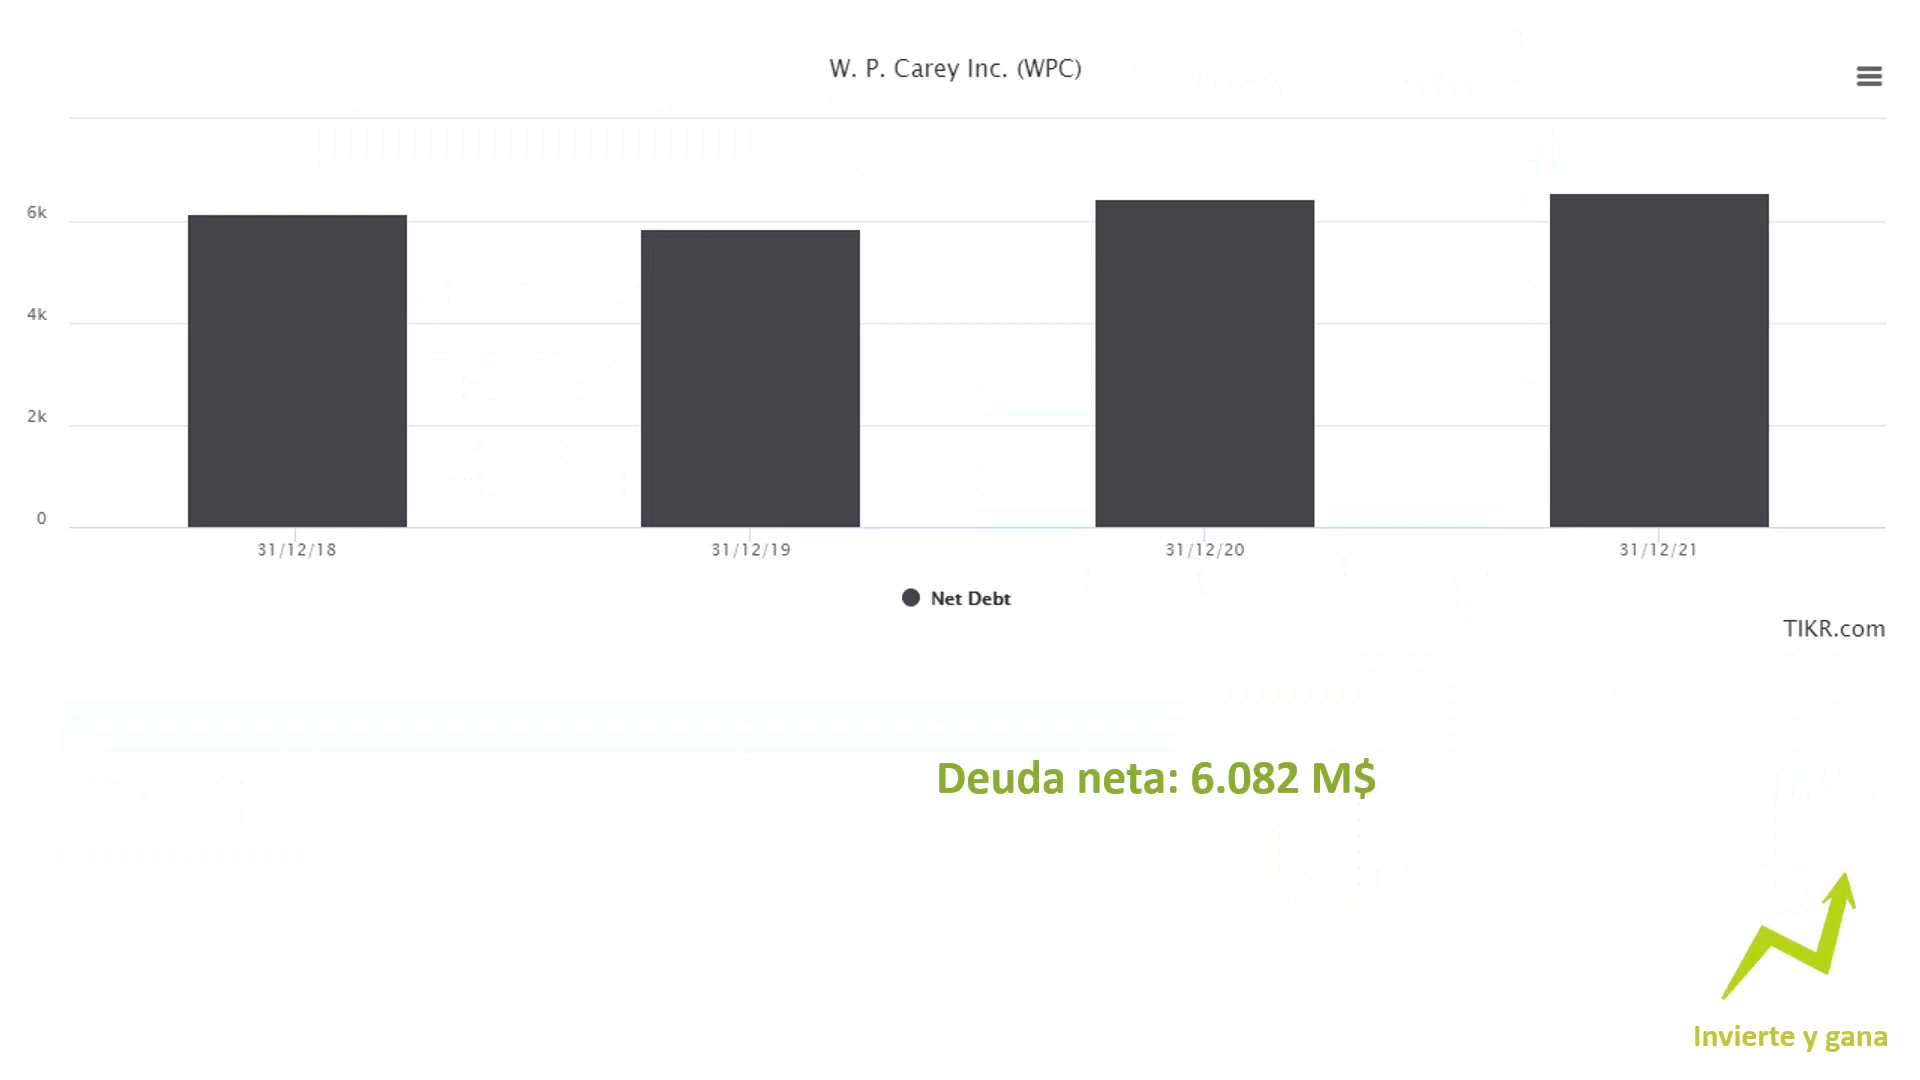 W. P. Carey Inc. (WPC)
6k
4k
2k
0
31/12/18 31/12/19 31/12/20 31/12/21
Net Debt
TIKR.com
Deuda neta: 6.082 M$
Invierte y gana